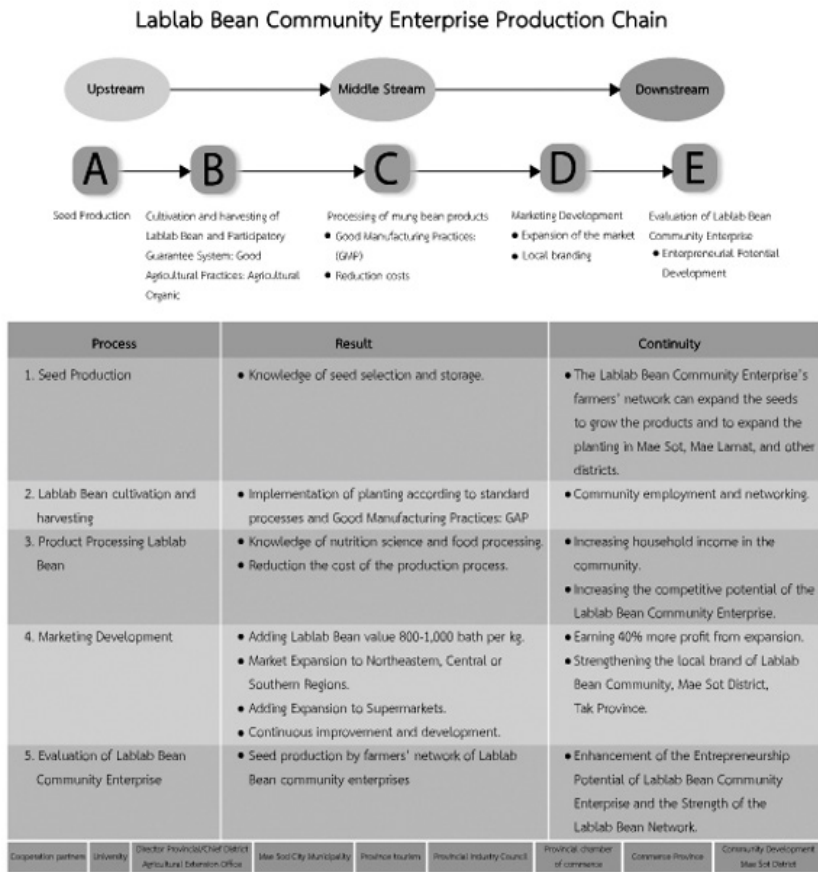 Lablab Bean Community Enterprise Production Chain
Upstream
Middle Stream
Downstream
A
B
C
D
E
Seed Production
Cultivation and harvesting of
Lablab Bean and Participatory
Guarantee System: Good
Agricultural Practices: Agricultural
Organic
Processing of mung bean products
● Good Manufacturing Practices:
(GMP)
● Reduction costs
Marketing Development
● Expansion of the market
● Local branding
Evaluation of Lablab Bean
Community Enterprise
● Enterpreneurial Potential
Development
Process
Result
Continuity
1. Seed Production
● Knowledge of seed selection and storage.
● The Lablab Bean Community Enterprise's
farmers' network can expand the seeds
to grow the products and to expand the
planting in Mae Sot, Mae Lamat, and other
districts.
2. Lablab Bean cultivation and
harvesting
● Implementation of planting according to standard
processes and Good Manufacturing Practices: GAP
● Community employment and networking.
3. Product Processing Lablab
Bean
● Knowledge of nutrition science and food processing.
● Reduction the cost of the production process.
● Increasing household income in the
community.
● Increasing the competitive potential of the
Lablab Bean Community Enterprise.
4. Marketing Development
● Adding Lablab Bean value 800-1,000 bath per kg.
● Market Expansion to Northeastern, Central or
Southern Regions.
● Adding Expansion to Supermarkets.
● Continuous improvement and development.
● Earning 40% more profit from expansion.
● Strengthening the local brand of Lablab
Bean Community, Mae Sot District,
Tak Province.
5. Evaluation of Lablab Bean
Community Enterprise
● Seed production by farmers' network of Lablab
Bean community enterprises
● Enhancement of the Entrepreneurship
Potential of Lablab Bean Community
Enterprise and the Strength of the
Lablab Bean Network.
Cooperation partners
University
Director Provincial/Chief District
Agricultural Extension Office
Mae Sod City Municipality
Province tourism
Provincial Industry Council
Provincial chamber
of commerce
Commerce Province
Community Development
Mae Sot District